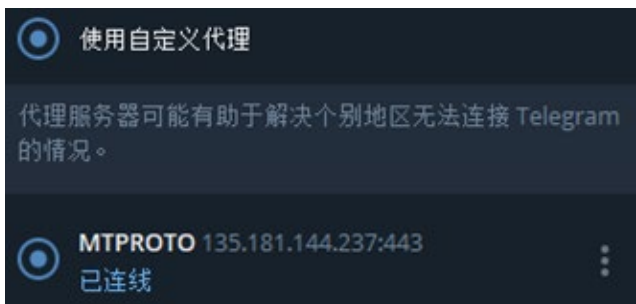 使用自定义代理
代理服务器可能有助于解决个别地区无法连接 Telegram
的情况。
MTPROTO 135.181.144.237:443
已连线